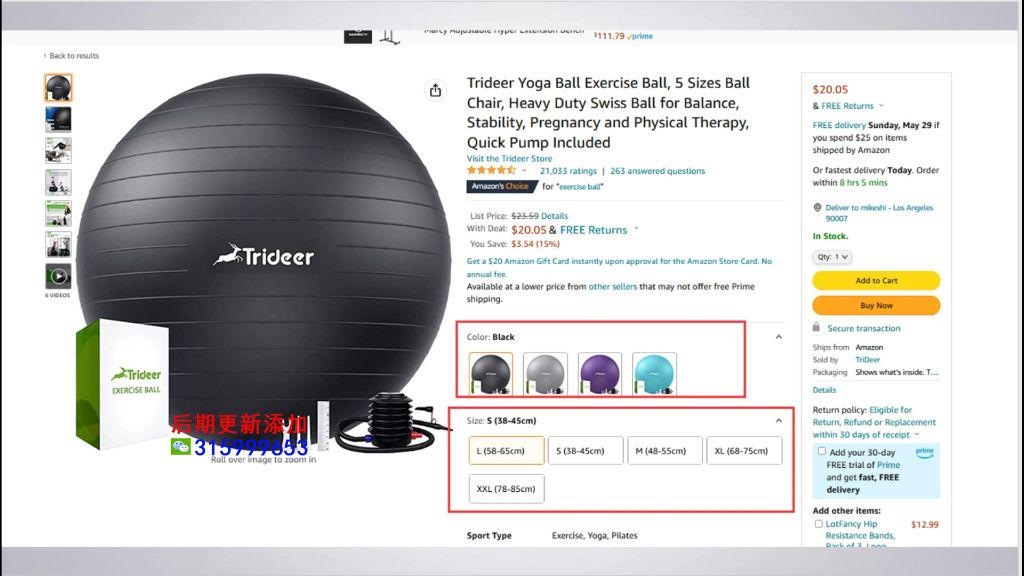 MARCY
Marcy Adjustable Hyper Extension Bench
$111.79 prime
‹ Back to results
6 VIDEOS
Trideer
Trideer
EXERCISE BALL
后期更新添加
315999653
Roll over image to zoom in
Trideer Yoga Ball Exercise Ball, 5 Sizes Ball
Chair, Heavy Duty Swiss Ball for Balance,
Stability, Pregnancy and Physical Therapy,
Quick Pump Included
Visit the Trideer Store
21,033 ratings | 263 answered questions
Amazon's Choice for "exercise ball"
List Price: $23.59 Details
With Deal: $20.05 & FREE Returns
You Save: $3.54 (15%)
Get a $20 Amazon Gift Card instantly upon approval for the Amazon Store Card. No
annual fee.
Available at a lower price from other sellers that may not offer free Prime
shipping.
Color: Black
Size: S (38-45cm)
L (58-65cm) S (38-45cm) M (48-55cm) XL (68-75cm)
XXL (78-85cm)
Sport Type Exercise, Yoga, Pilates
$20.05
& FREE Returns
FREE delivery Sunday, May 29 if
you spend $25 on items
shipped by Amazon
Or fastest delivery Today. Order
within 8 hrs 5 mins
Deliver to mikeshi - Los Angeles
90007
In Stock.
Qty: 1
Add to Cart
Buy Now
Secure transaction
Ships from Amazon
Sold by TriDeer
Packaging Shows what's inside. T…
Details
Return policy: Eligible for
Return, Refund or Replacement
within 30 days of receipt
Add your 30-day
FREE trial of Prime
and get fast, FREE
delivery
prime
Add other items:
LotFancy Hip
Resistance Bands,
Pack of 3, Loop
$12.99